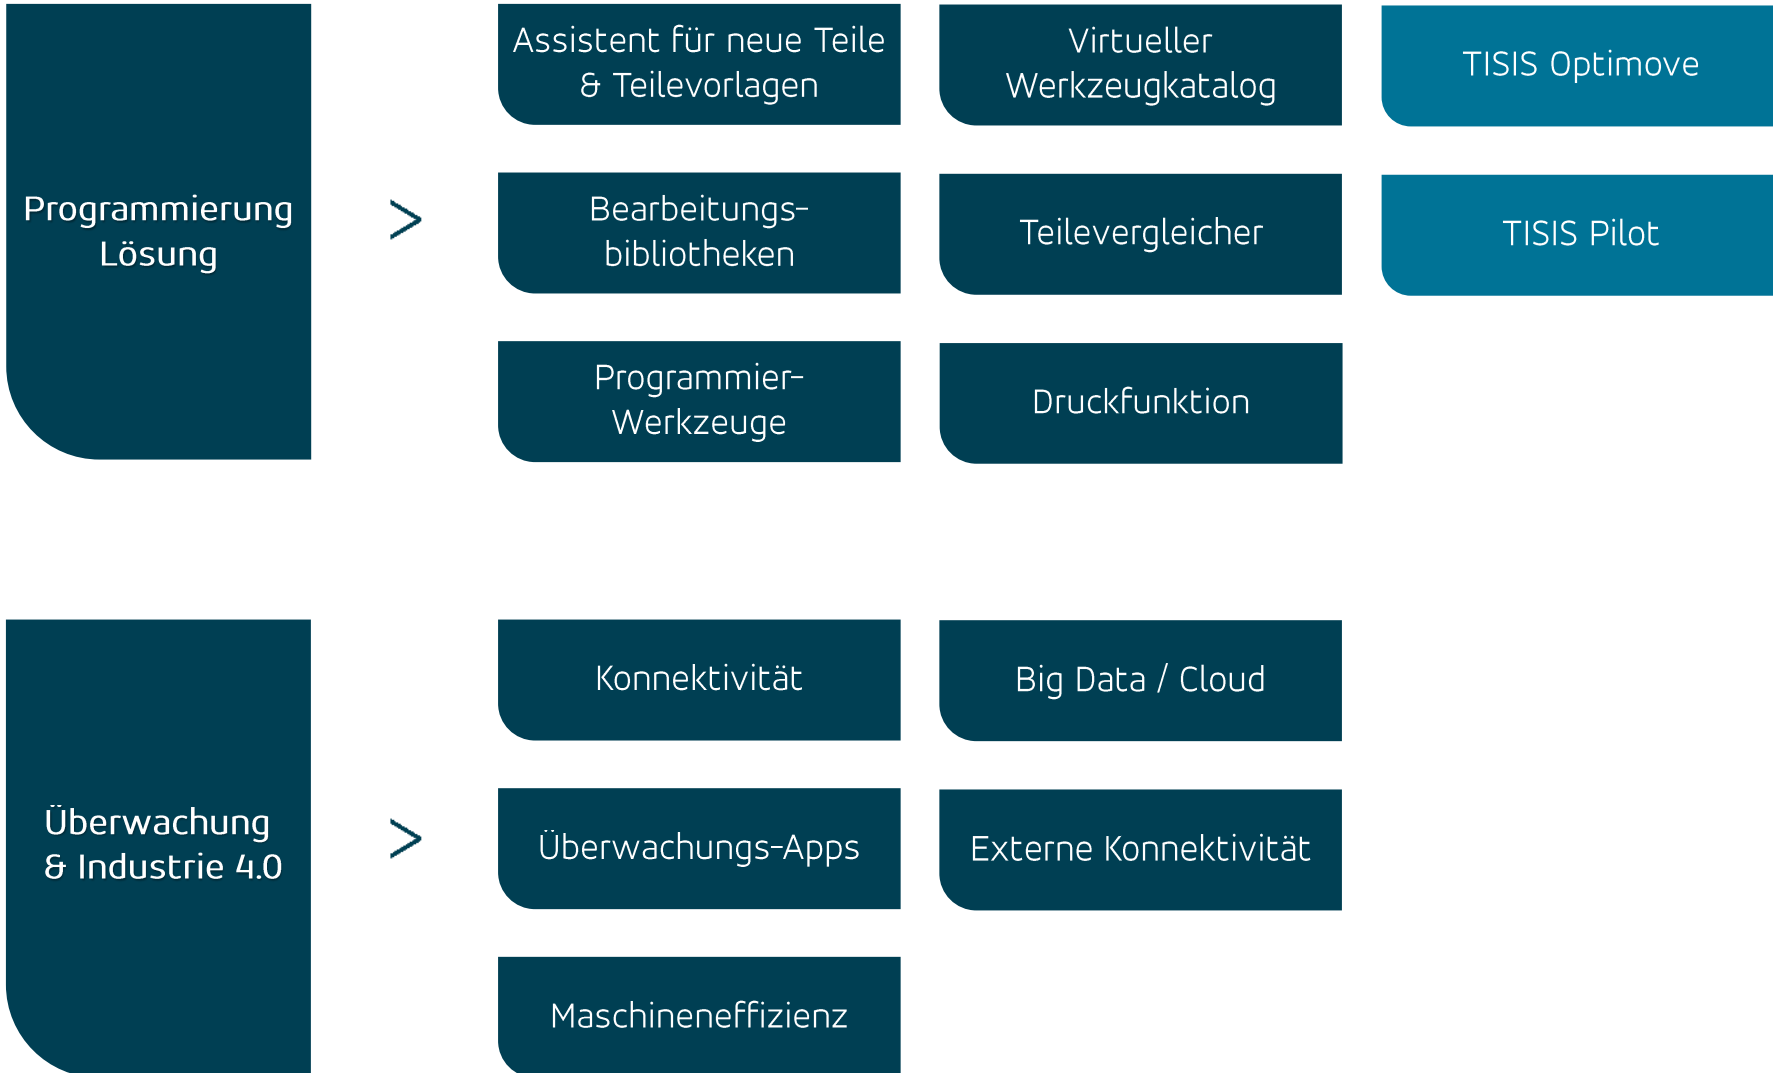 Programmierung
Lösung
>
Assistent für neue Teile
& Teilevorlagen
Virtueller
Werkzeugkatalog
TISIS Optimove
Bearbeitungs-
bibliotheken
Teilevergleicher
TISIS Pilot
Programmier-
Werkzeuge
Druckfunktion
Überwachung
& Industrie 4.0
>
Konnektivität
Big Data / Cloud
Überwachungs-Apps
Externe Konnektivität
Maschineneffizienz